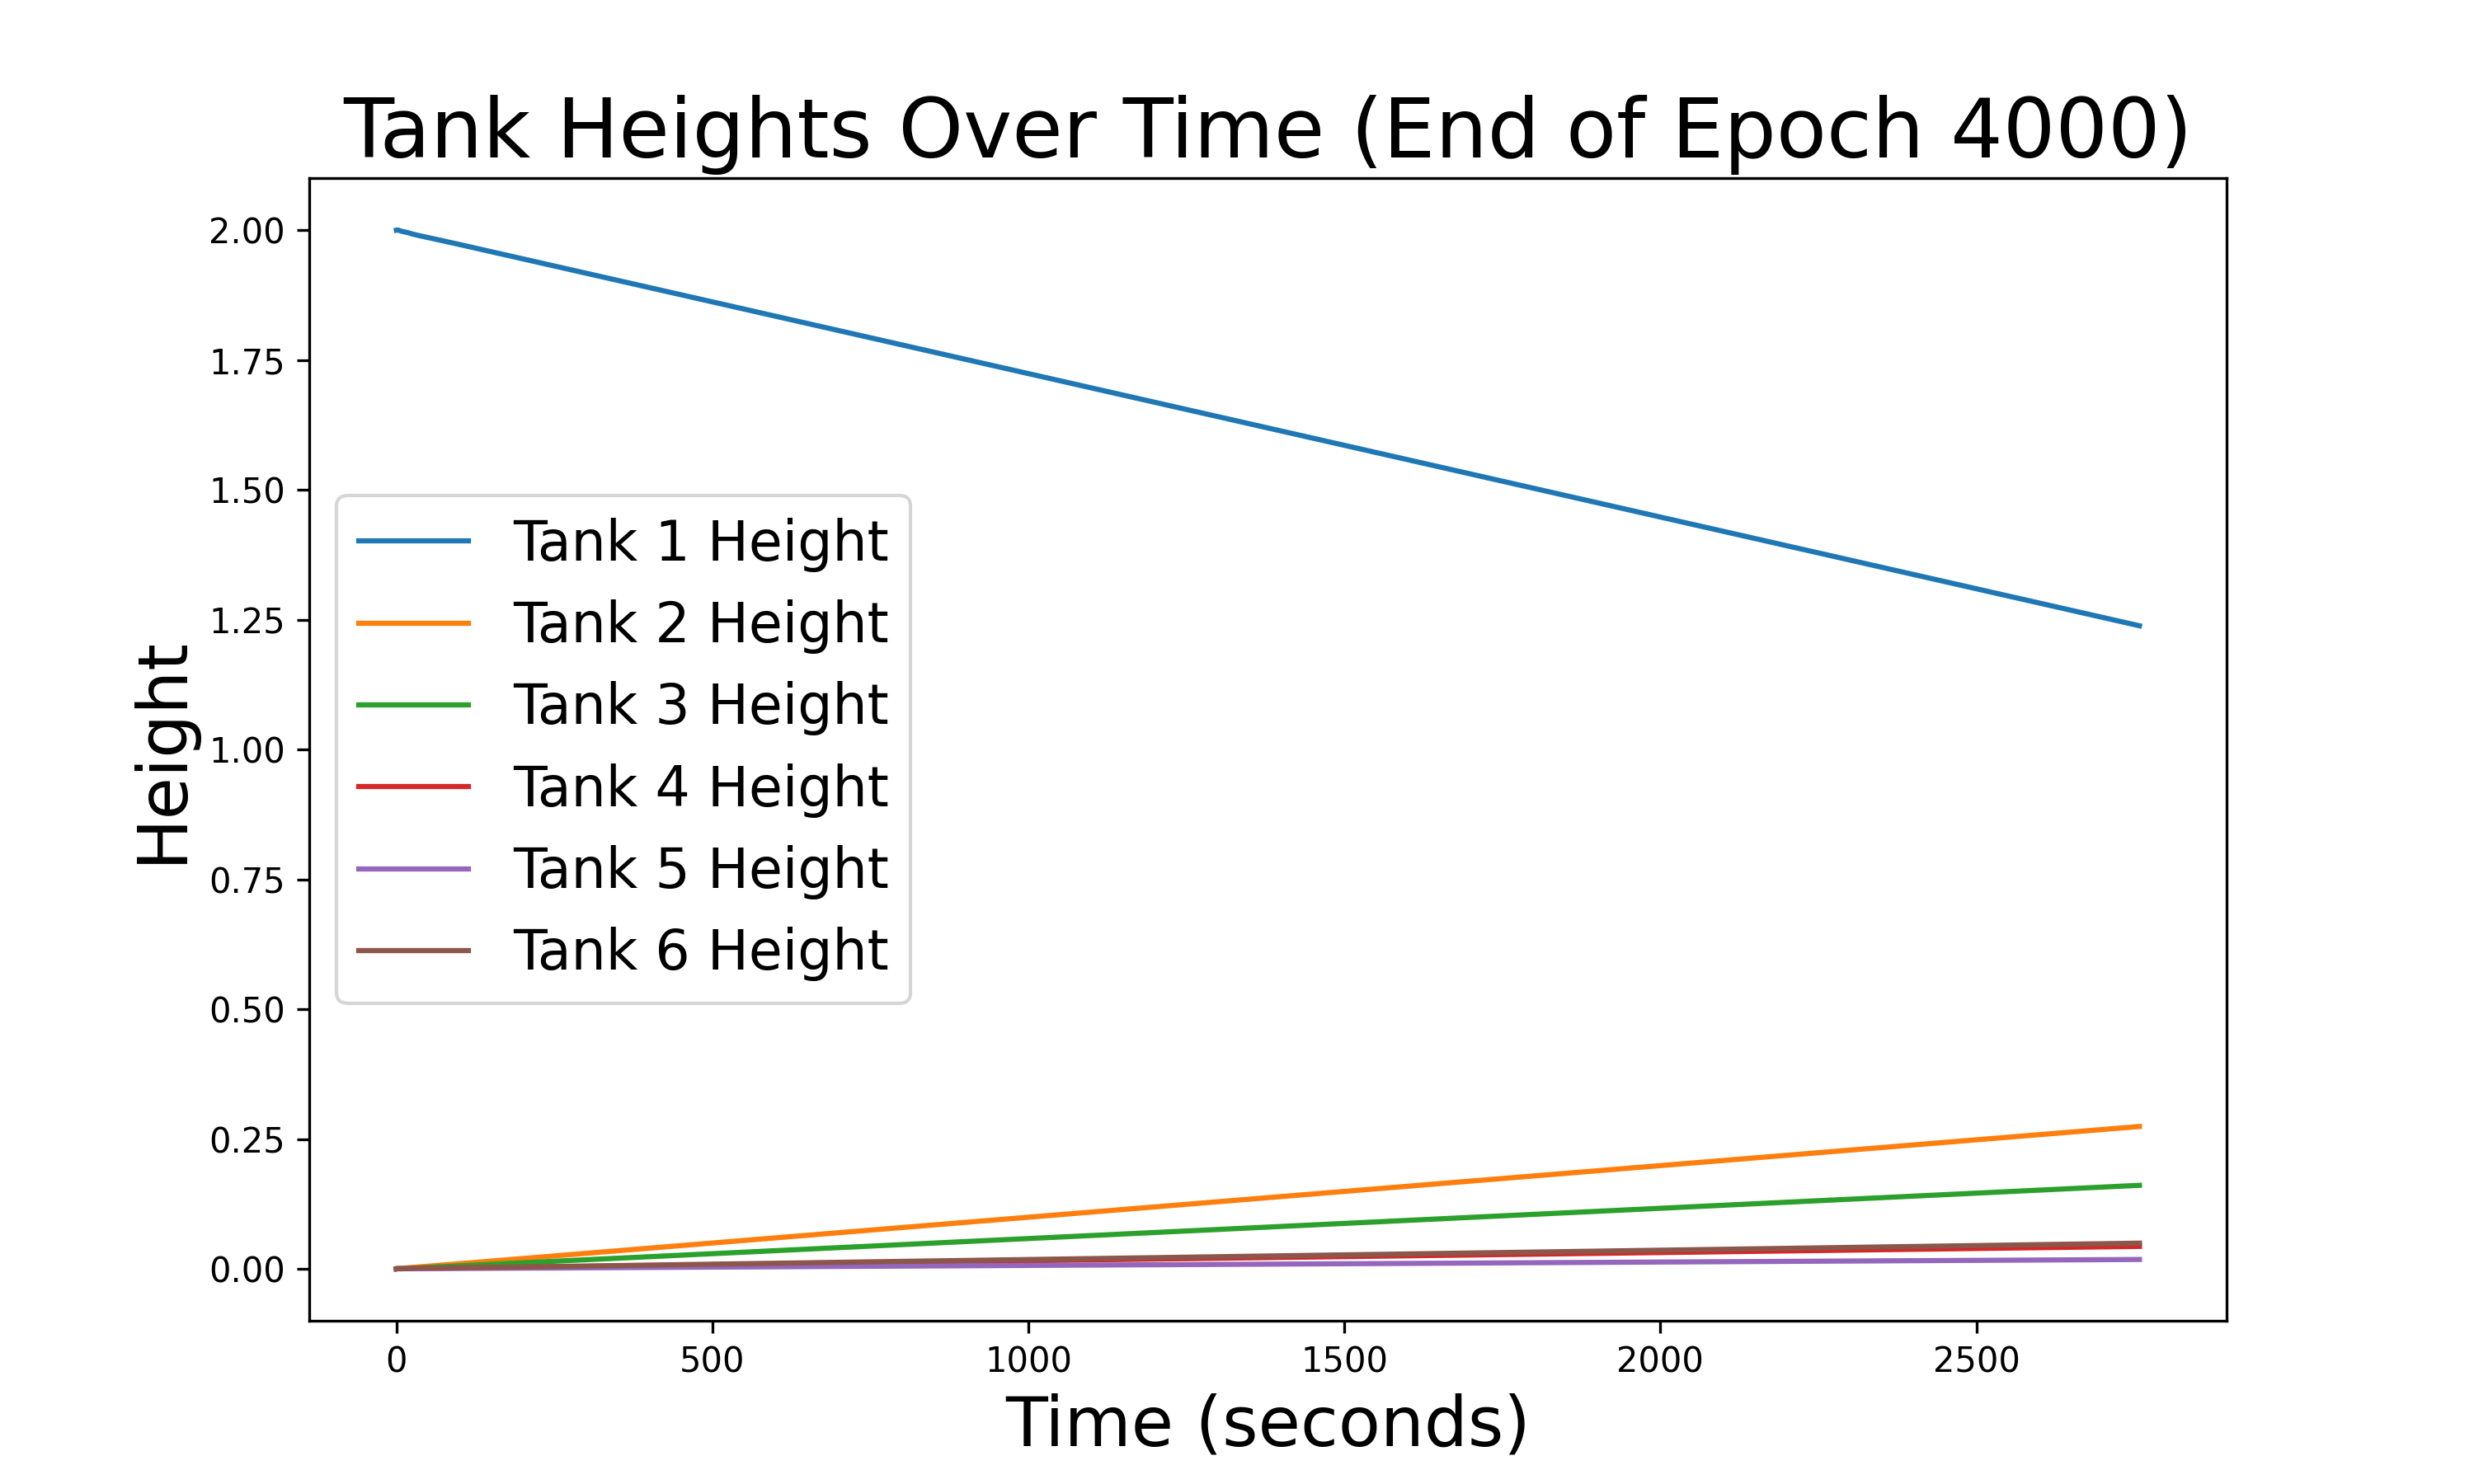 Tank Heights Over Time (End of Epoch 4000)
2.00
1.75
1.50
1.25
1.00
0.75
0.50
0.25
0.00
Height
Tank 1 Height
Tank 2 Height
Tank 3 Height
Tank 4 Height
Tank 5 Height
Tank 6 Height
0 500 1000 1500 2000 2500
Time (seconds)